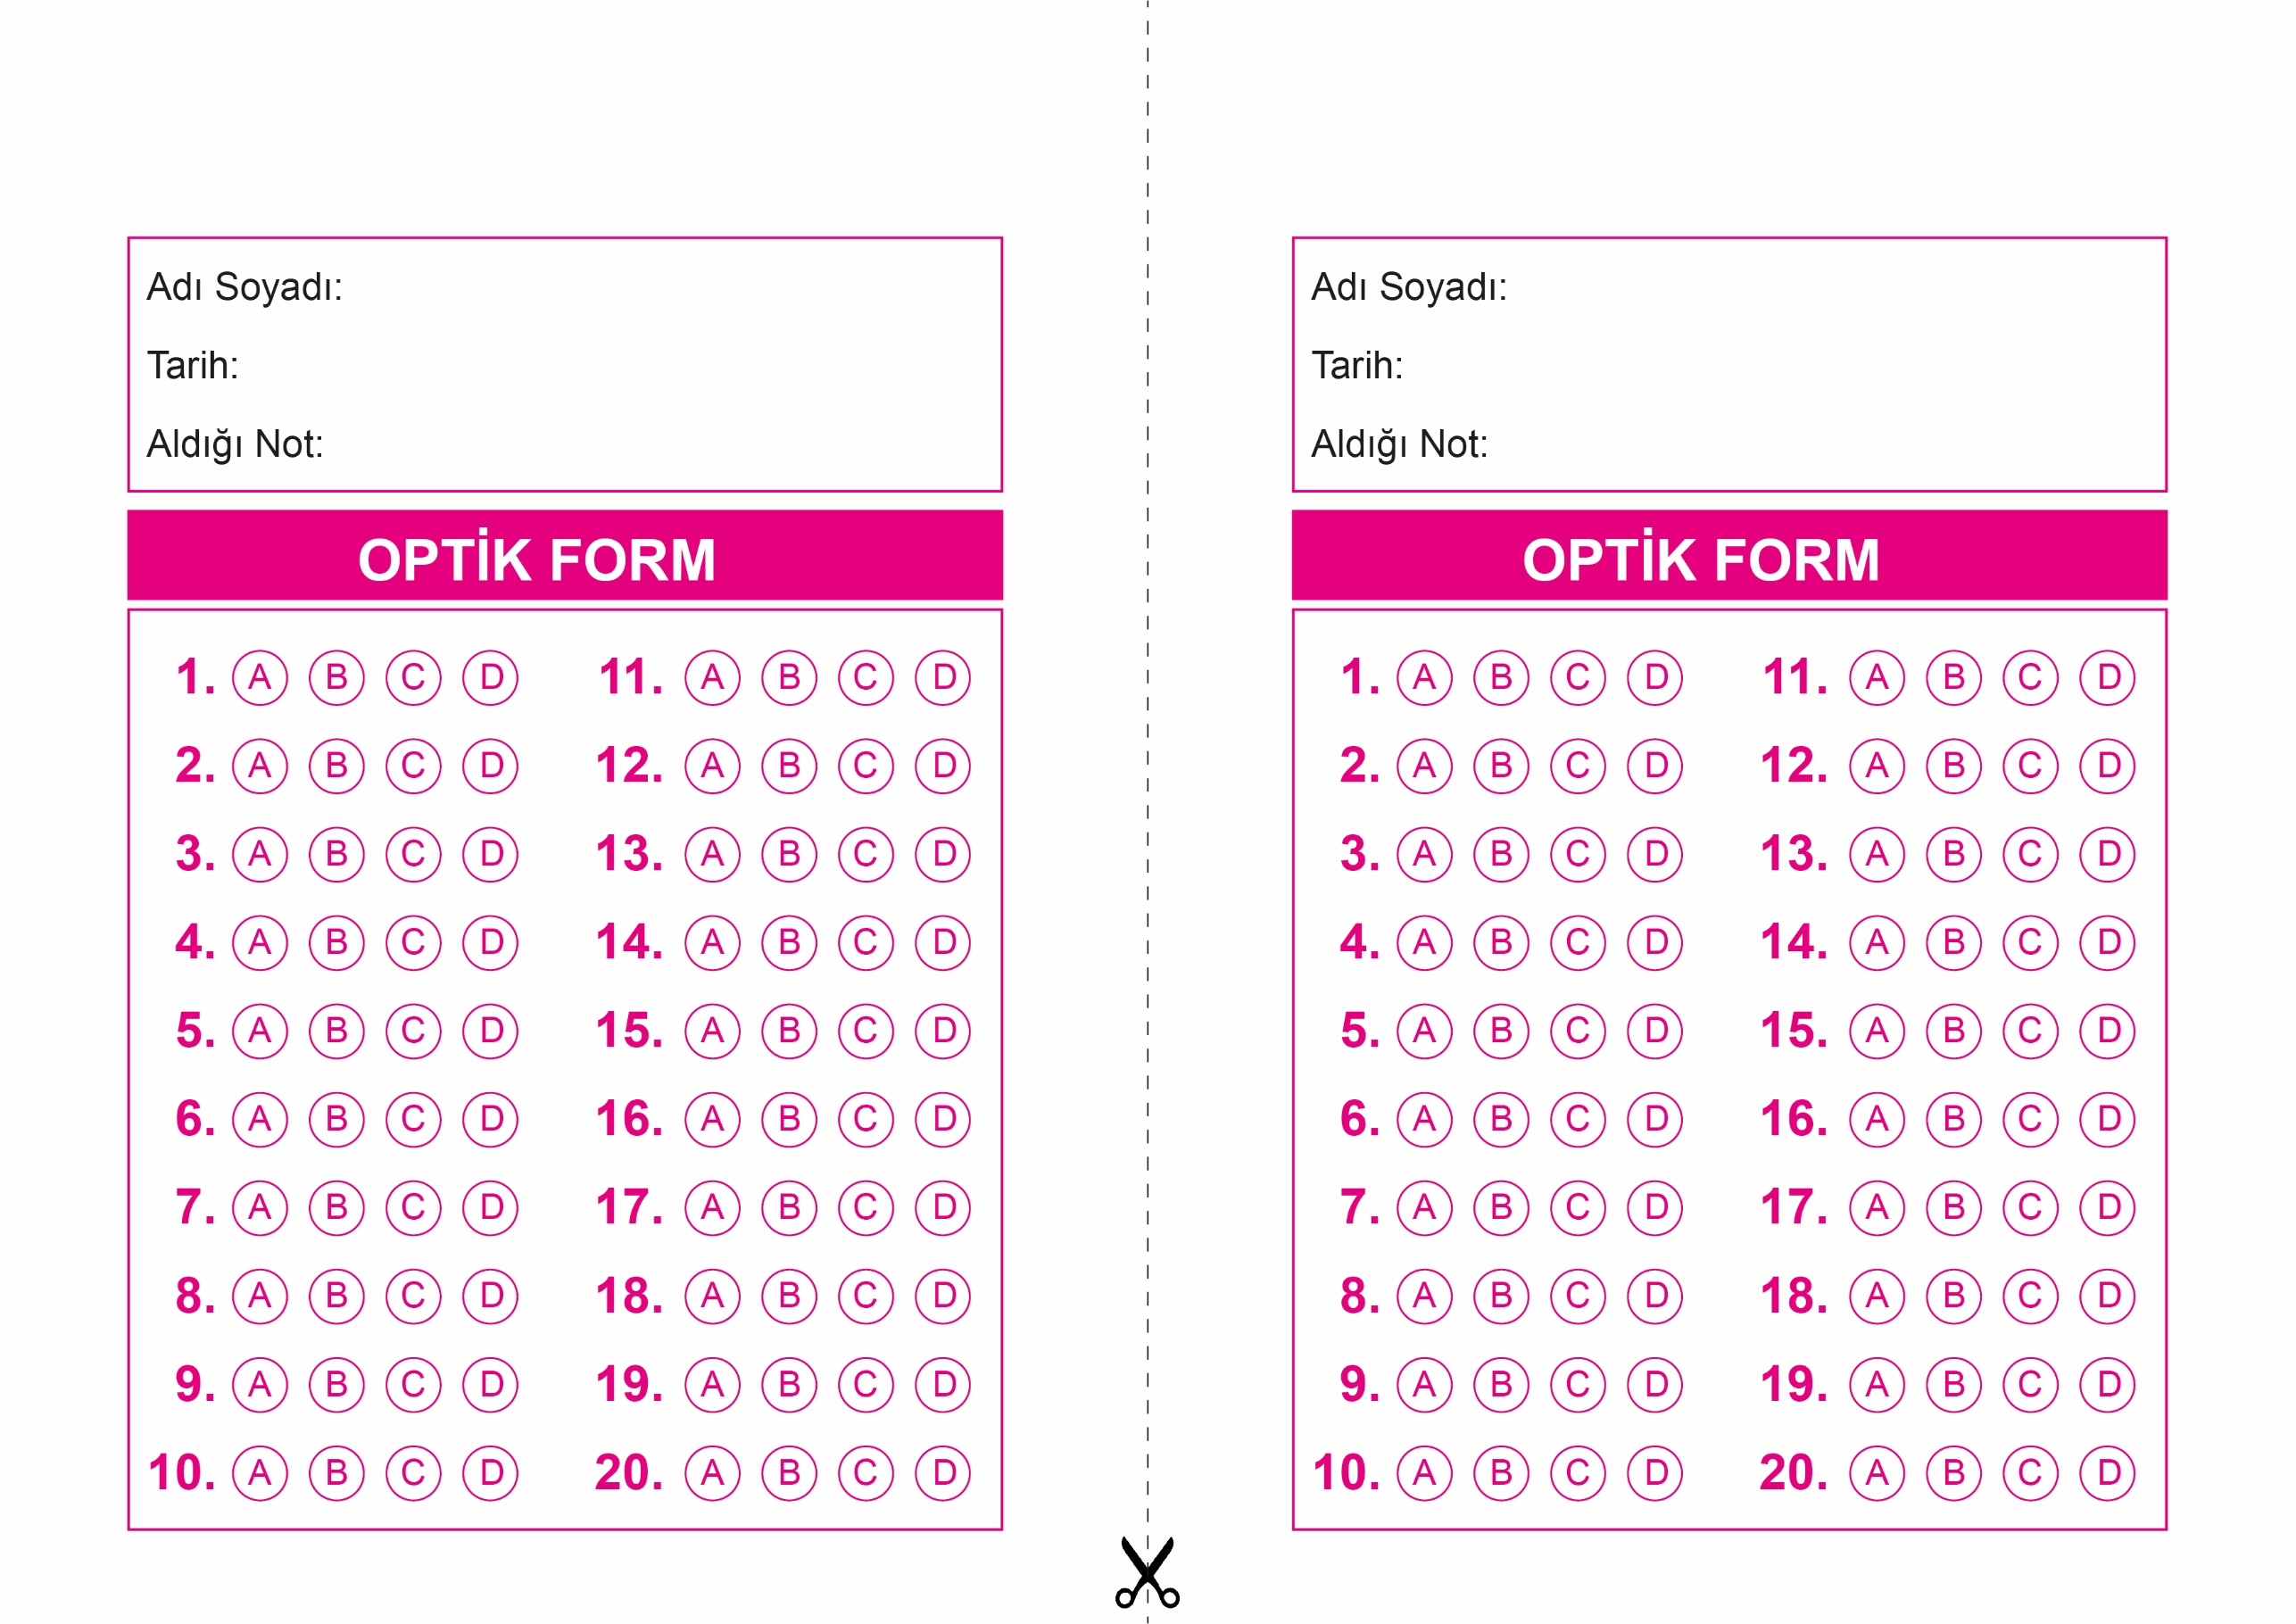 Adı Soyadı:
Tarih:
Aldığı Not:
OPTİK FORM
1. A B C D 11. A B C D
2. A B C D 12. A B C D
3. A B C D 13. A B C D
4. A B C D 14. A B C D
5. A B C D 15. A B C D
6. A B C D 16. A B C D
7. A B C D 17. A B C D
8. A B C D 18. A B C D
9. A B C D 19. A B C D
10. A B C D 20. A B C D
Adı Soyadı:
Tarih:
Aldığı Not:
OPTİK FORM
1. A B C D 11. A B C D
2. A B C D 12. A B C D
3. A B C D 13. A B C D
4. A B C D 14. A B C D
5. A B C D 15. A B C D
6. A B C D 16. A B C D
7. A B C D 17. A B C D
8. A B C D 18. A B C D
9. A B C D 19. A B C D
10. A B C D 20. A B C D